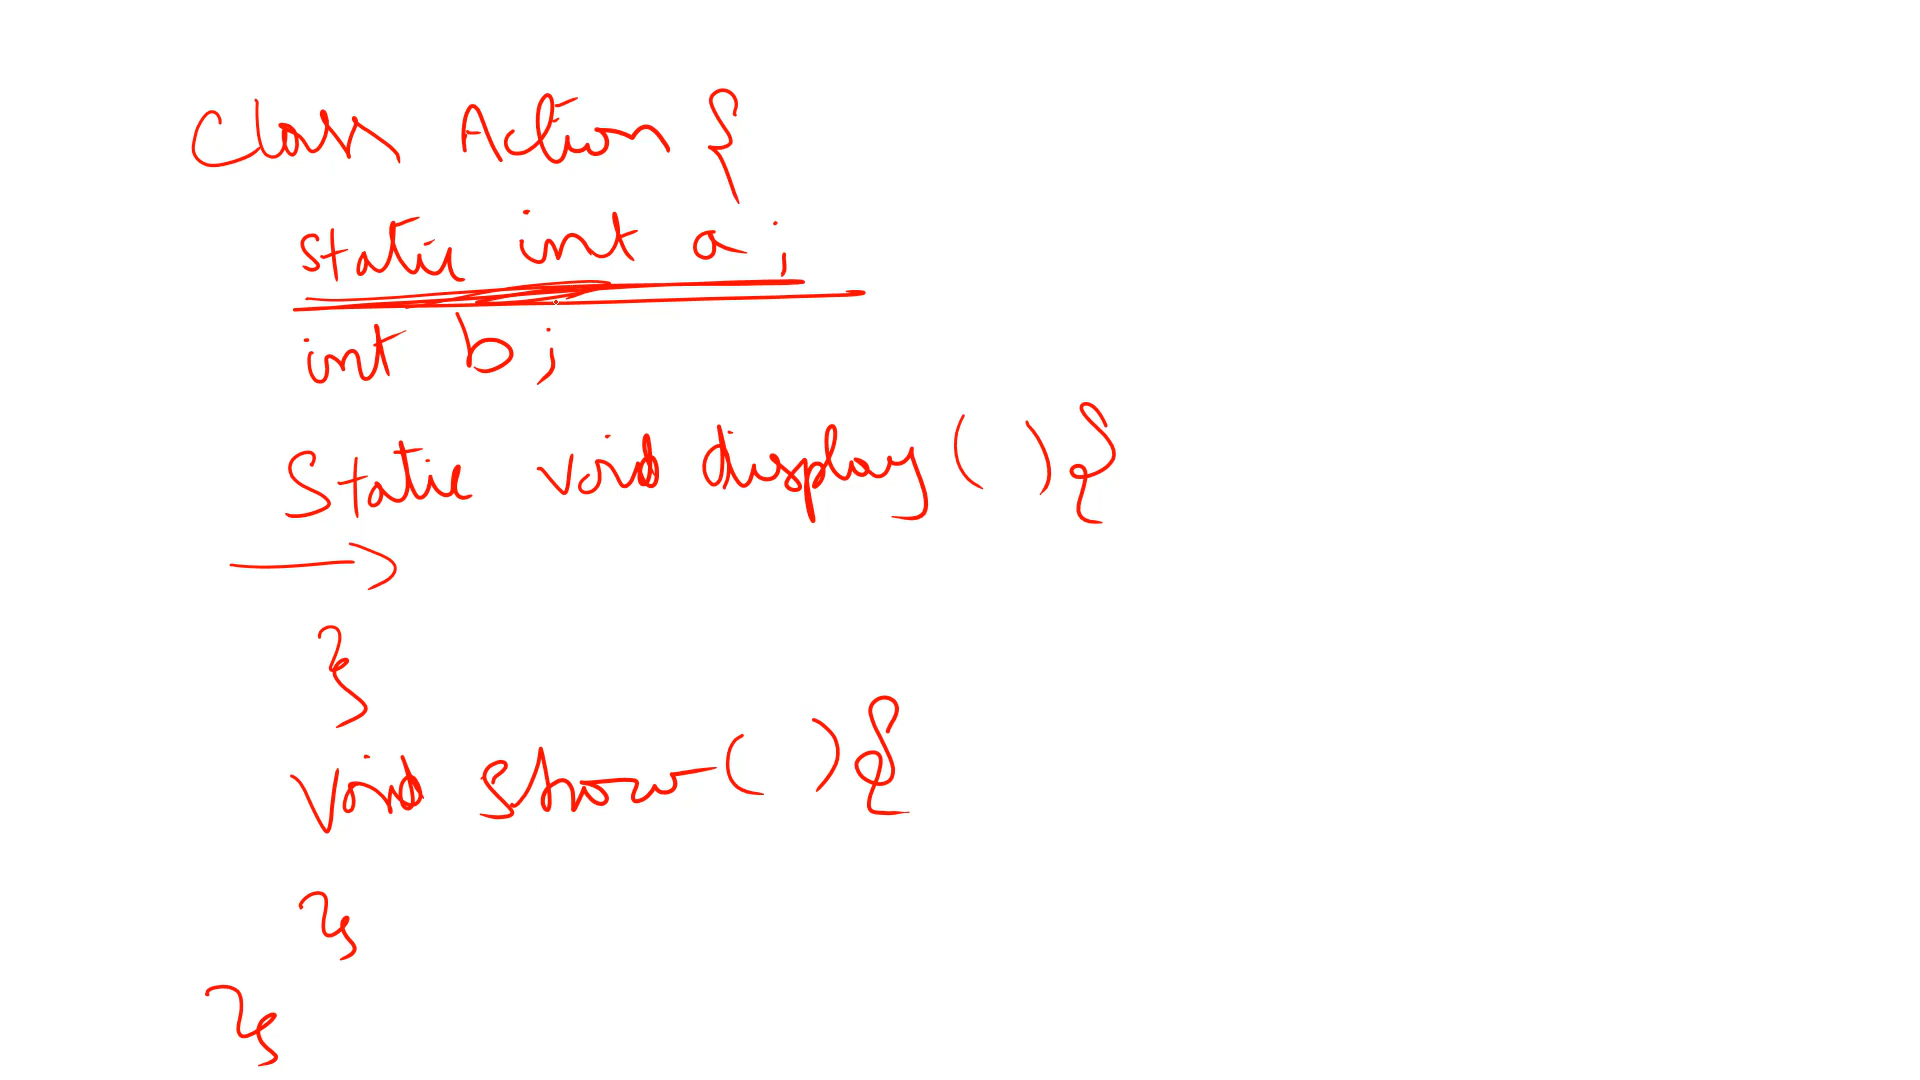 Class Action {
static int a ;
int b ;
Static void display ( ) {
}
void show ( ) {
}
}